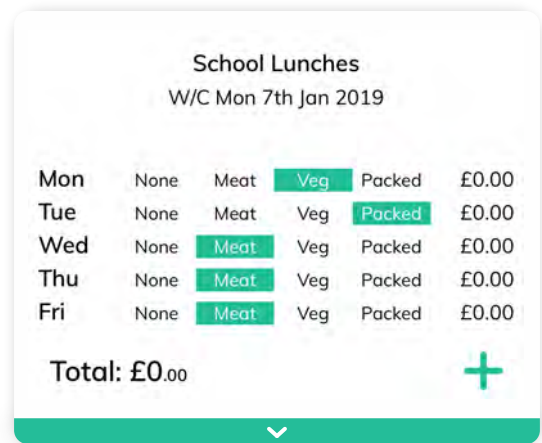 School Lunches
W/C Mon 7th Jan 2019
Mon None Meat Veg Packed £0.00
Tue None Meat Veg Packed £0.00
Wed None Meat Veg Packed £0.00
Thu None Meat Veg Packed £0.00
Fri None Meat Veg Packed £0.00
Total: £0.00